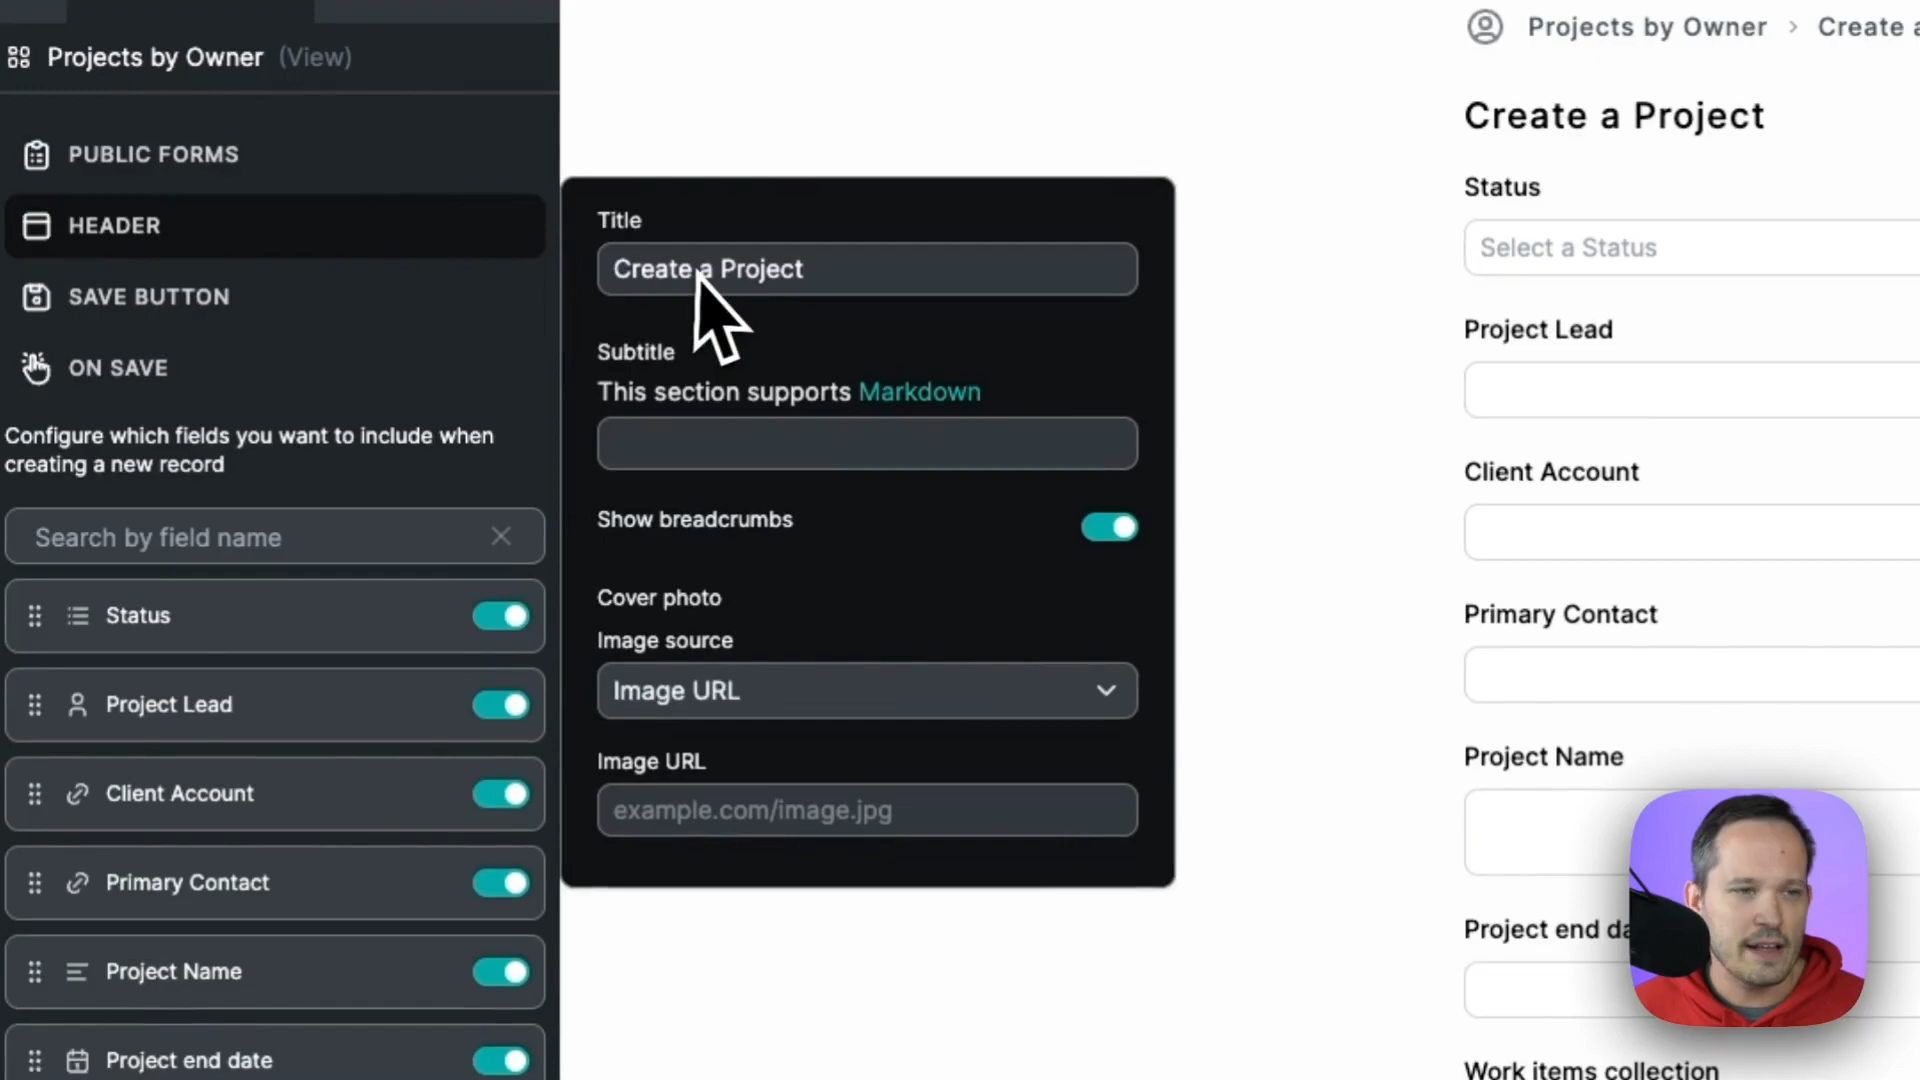 Projects by Owner (View)
PUBLIC FORMS
HEADER
SAVE BUTTON
ON SAVE
Configure which fields you want to include when
creating a new record
Search by field name
Status
Project Lead
Client Account
Primary Contact
Project Name
Project end date
Title
Create a Project
Subtitle
This section supports Markdown
Show breadcrumbs
Cover photo
Image source
Image URL
Image URL
example.com/image.jpg
Projects by Owner > Create
Create a Project
Status
Select a Status
Project Lead
Client Account
Primary Contact
Project Name
Project end
Work items collection